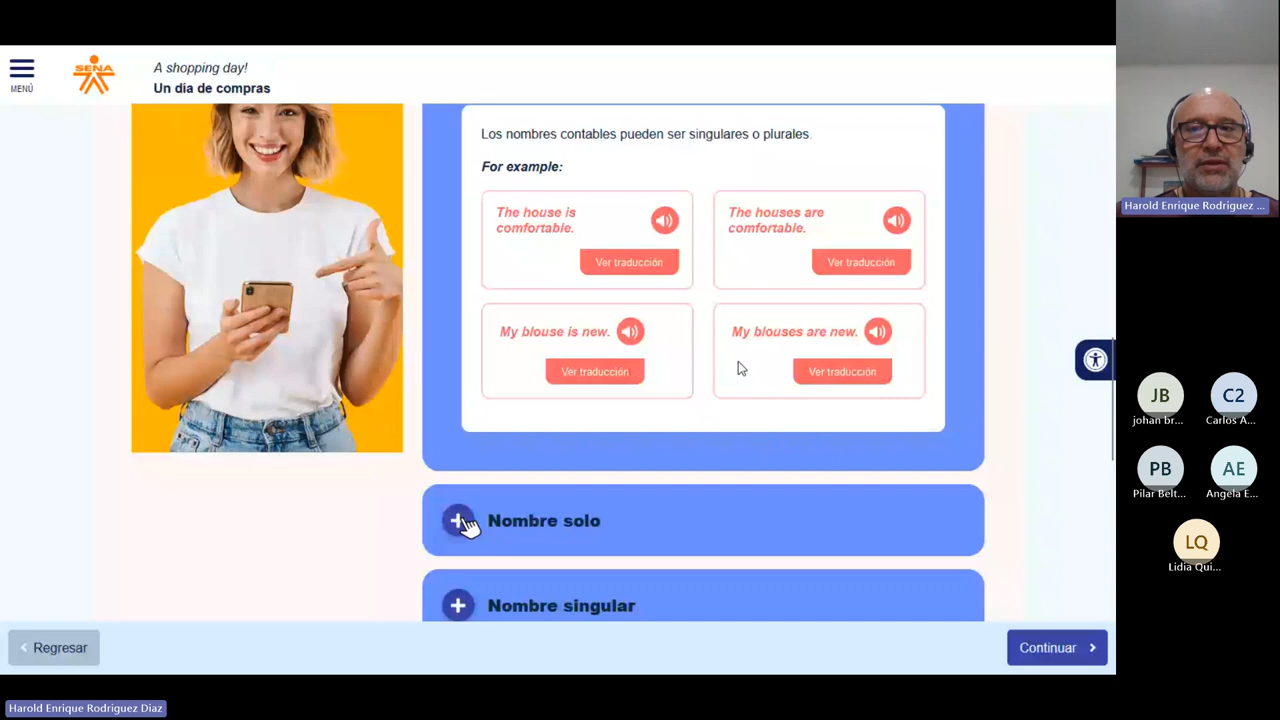 MENÚ
SENA
A shopping day!
Un día de compras
Los nombres contables pueden ser singulares o plurales.
For example:
The house is
comfortable.
Ver traducción
The houses are
comfortable.
Ver traducción
My blouse is new.
Ver traducción
My blouses are new.
Ver traducción
Nombre solo
Nombre singular
Regresar
Continuar
Harold Enrique Rodriguez ...
JB
johan br...
C2
Carlos A...
PB
Pilar Belt...
AE
Angela E...
LQ
Lidia Qui...
Harold Enrique Rodriguez Diaz